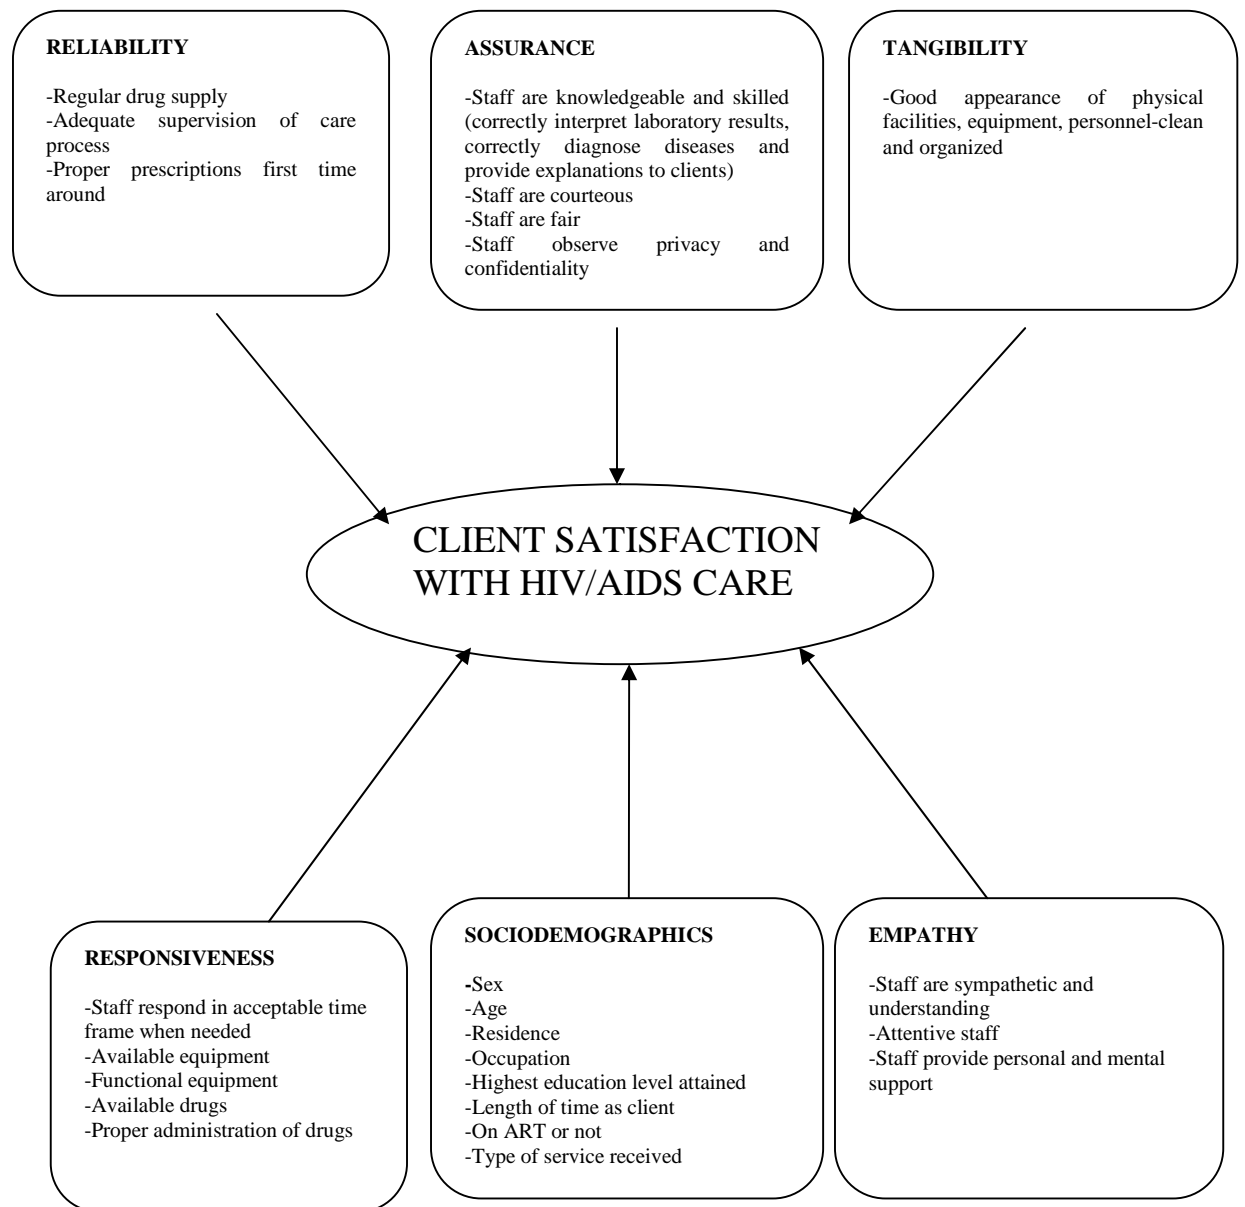 RELIABILITY
-Regular drug supply
-Adequate supervision of care
process
-Proper prescriptions first time
around
ASSURANCE
-Staff are knowledgeable and skilled
(correctly interpret laboratory results,
correctly diagnose diseases and
provide explanations to clients)
-Staff are courteous
-Staff are fair
-Staff observe privacy and
confidentiality
TANGIBILITY
-Good appearance of physical
facilities, equipment, personnel-clean
and organized
CLIENT SATISFACTION
WITH HIV/AIDS CARE
RESPONSIVENESS
-Staff respond in acceptable time
frame when needed
-Available equipment
-Functional equipment
-Available drugs
-Proper administration of drugs
SOCIODEMOGRAPHICS
-Sex
-Age
-Residence
-Occupation
-Highest education level attained
-Length of time as client
-On ART or not
-Type of service received
EMPATHY
-Staff are sympathetic and
understanding
-Attentive staff
-Staff provide personal and mental
support